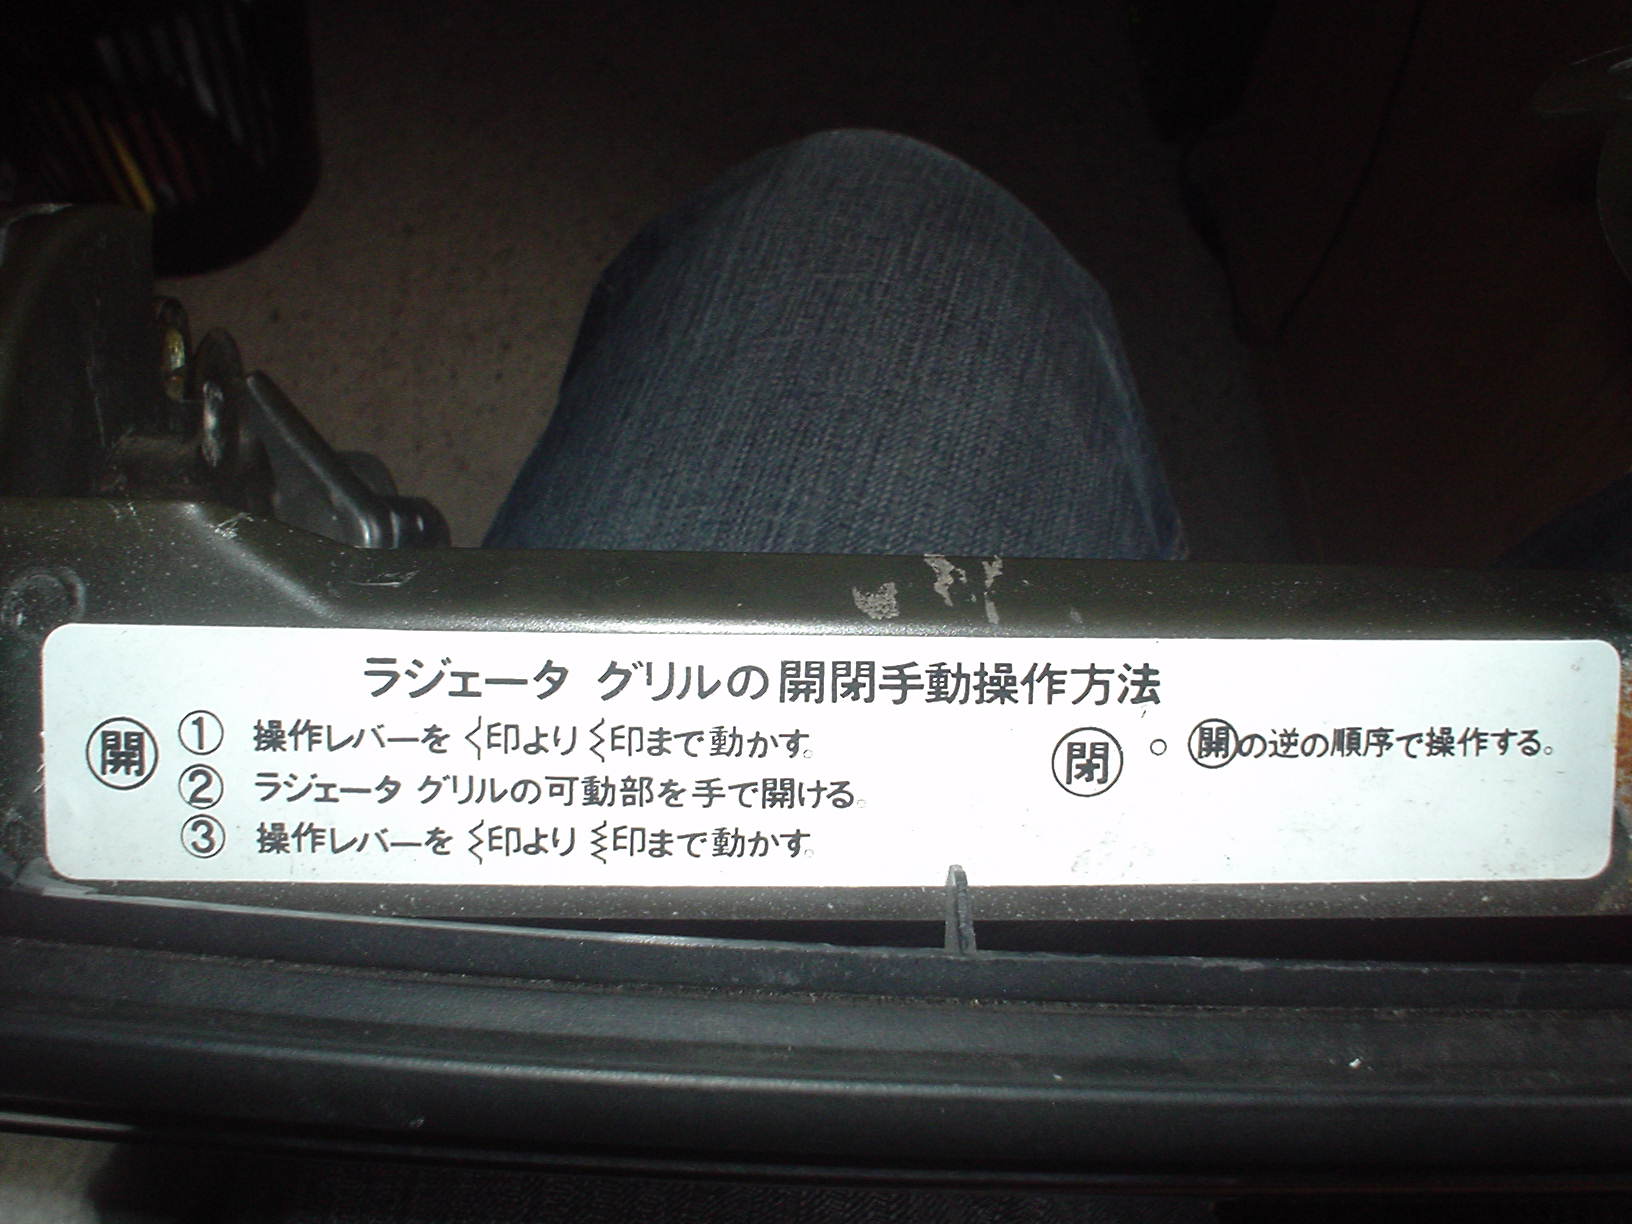 ラジェータ グリルの開閉手動操作方法
開 ① 操作レバーを く印より ミ印まで動かす。
② ラジェータ グリルの可動部を手で開ける。
③ 操作レバーを ミ印より ミ印まで動かす。
閉 ○ 開の逆の順序で操作する。